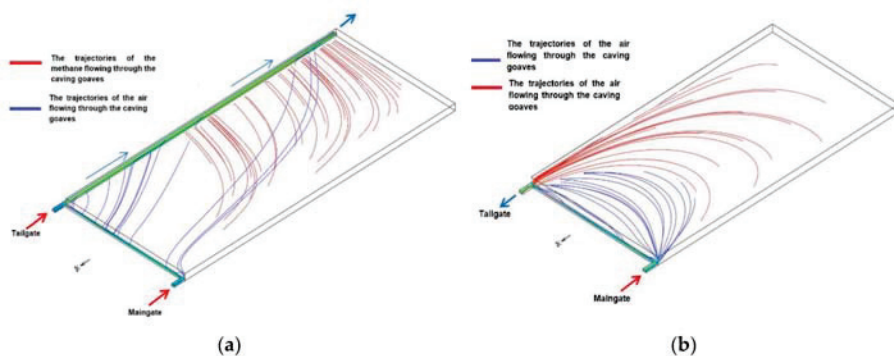 The trajectories of the
methane flowing through the
caving goaves
The trajectories of the air
flowing through the caving
goaves
Tailgate
Maingate
(a)
The trajectories of the air
flowing through the caving
goaves
The trajectories of the air
flowing through the caving
goaves
Tailgate
Maingate
(b)